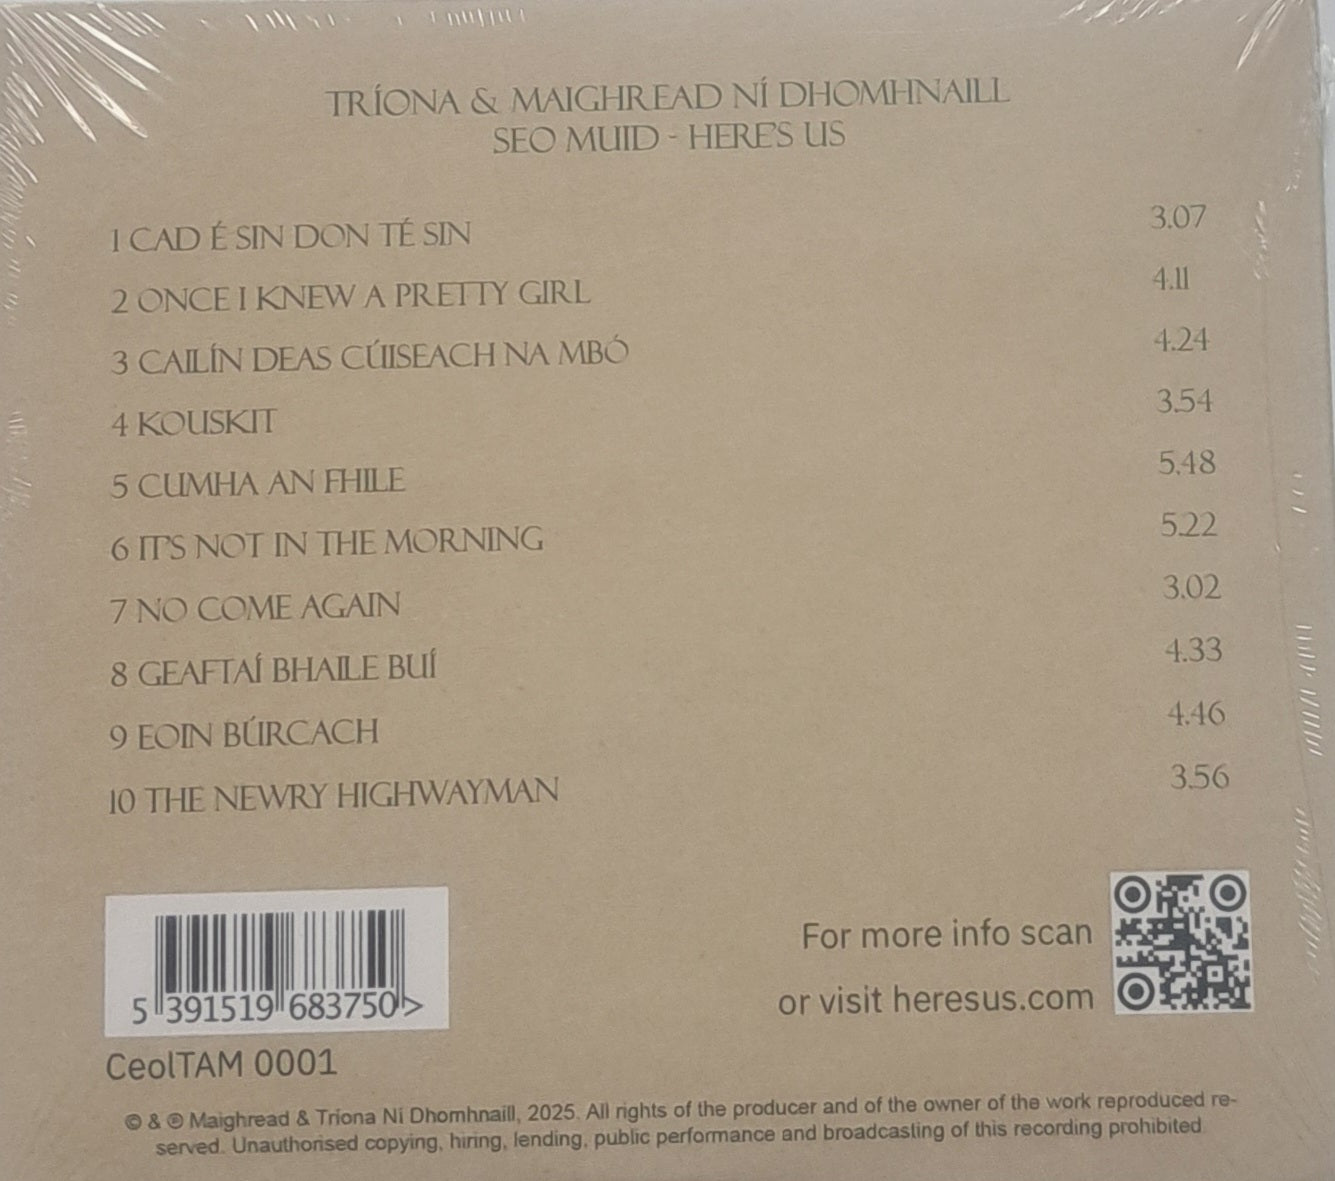 TRÍONA & MAIGHREAD NÍ DHOMHNAILL
SEO MUID - HERE'S US
1 CAD É SIN DON TÉ SIN 3.07
2 ONCE I KNEW A PRETTY GIRL 4.11
3 CAILÍN DEAS CÚISEACH NA MBÓ 4.24
4 KOUSKIT 3.54
5 CUMHA AN FHILE 5.48
6 IT'S NOT IN THE MORNING 5.22
7 NO COME AGAIN 3.02
8 GEAFTAÍ BHAILE BUÍ 4.33
9 EOIN BÚRCACH 4.46
10 THE NEWRY HIGHWAYMAN 3.56
5 391519 683750 >
CeolTAM 0001
For more info scan
or visit heresus.com
© & ℗ Maighread & Tríona Ní Dhomhnaill, 2025. All rights of the producer and of the owner of the work reproduced re-
served. Unauthorised copying, hiring, lending, public performance and broadcasting of this recording prohibited